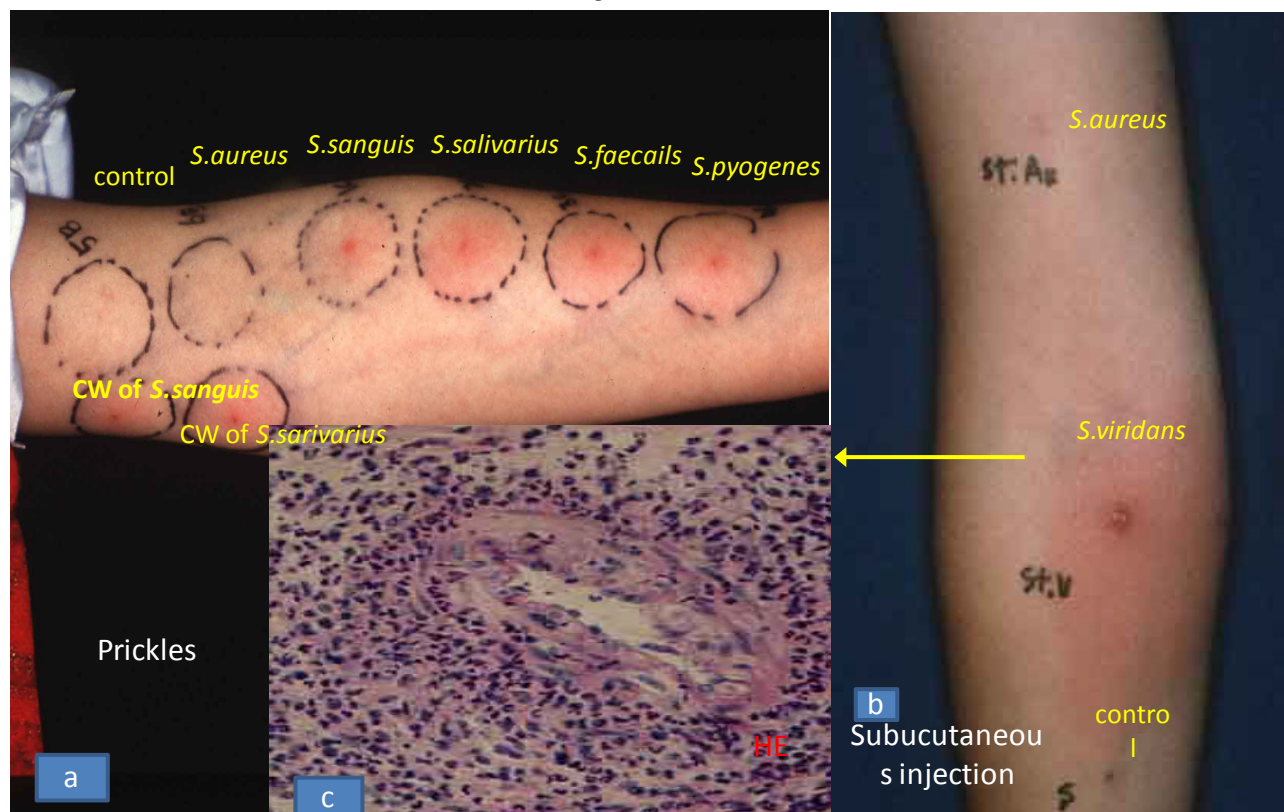 control
S.aureus
S.sanguis
S.salivarius
S.faecails
S.pyogenes
5B
CW of S.sanguis
CW of S.sarivarius
Prickles
a
HE
c
S.aureus
st.Au
S.viridans
st.V
b
Subucutaneou
s injection
contro
l
S